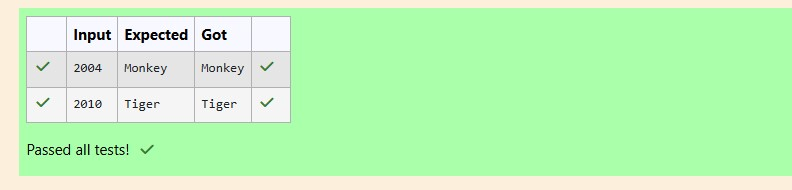 Input Expected Got
2004 Monkey Monkey
2010 Tiger Tiger
Passed all tests!